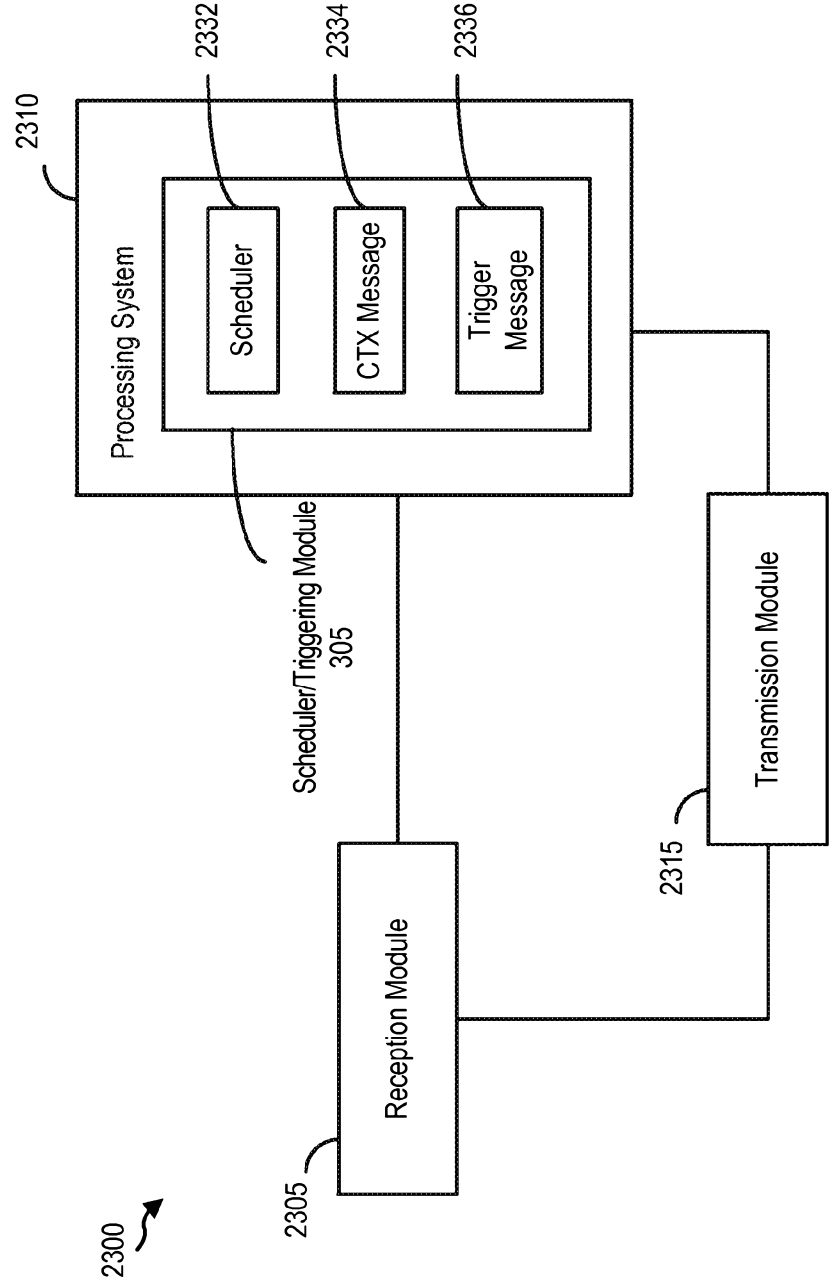 2300
2305
Reception Module
Scheduler/Triggering Module
305
2310
Processing System
Scheduler
2332
CTX Message
2334
Trigger
Message
2336
2315
Transmission Module